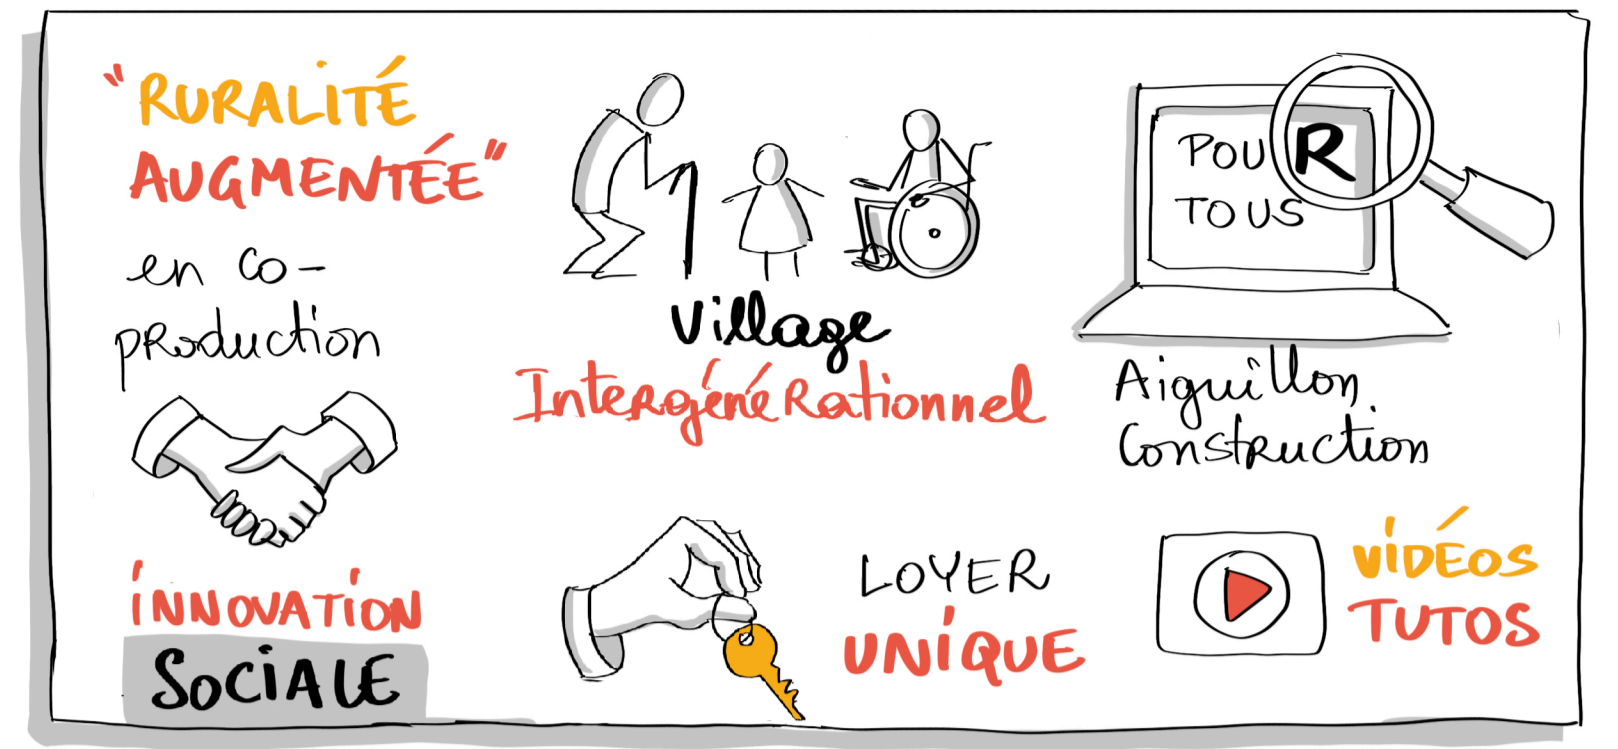 "RURALITÉ
AUGMENTÉE"
en co-
production
INNOVATION
SOCIALE
Village
Intergénérationnel
LOYER
UNIQUE
POUR
TOUS
Aiguillon
Construction
VIDÉOS
TUTOS